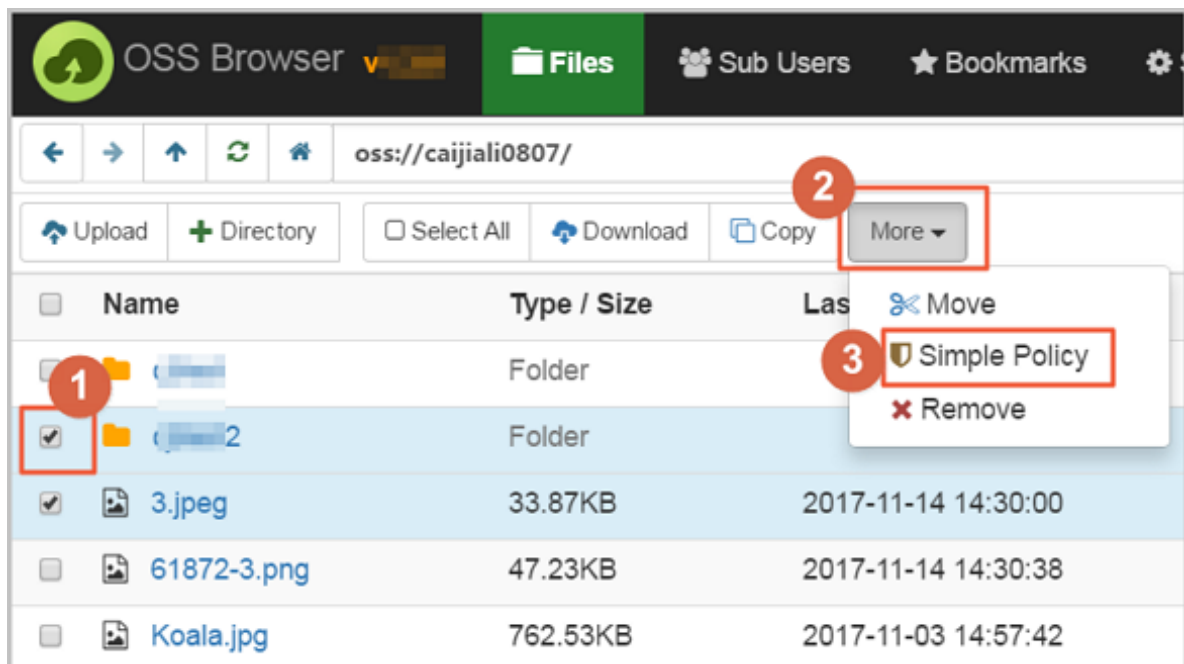 OSS Browser v Files Sub Users Bookmarks
oss://caijiali0807/
2
Upload Directory Select All Download Copy More
Name Type / Size Las Move
3 Simple Policy
Folder
1
Remove
2 Folder
3.jpeg 33.87KB 2017-11-14 14:30:00
61872-3.png 47.23KB 2017-11-14 14:30:38
Koala.jpg 762.53KB 2017-11-03 14:57:42